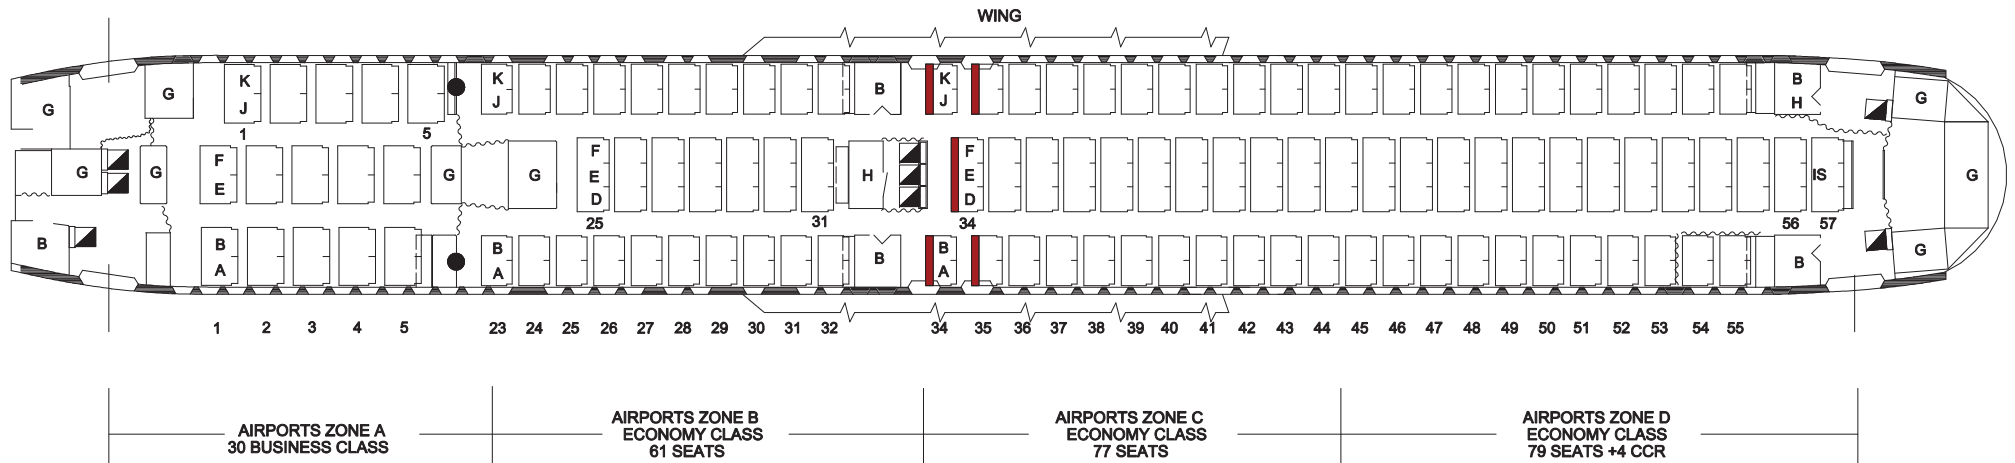 WING
K K B K B
G J J J H G
G G
1 5
G G F G G F H F IS G
E E E
D D
25 31 34 56 57
B B B B B B G
A A A
1 2 3 4 5 23 24 25 26 27 28 29 30 31 32 34 35 36 37 38 39 40 41 42 43 44 45 46 47 48 49 50 51 52 53 54 55
AIRPORTS ZONE A
30 BUSINESS CLASS
AIRPORTS ZONE B
ECONOMY CLASS
61 SEATS
AIRPORTS ZONE C
ECONOMY CLASS
77 SEATS
AIRPORTS ZONE D
ECONOMY CLASS
79 SEATS +4 CCR